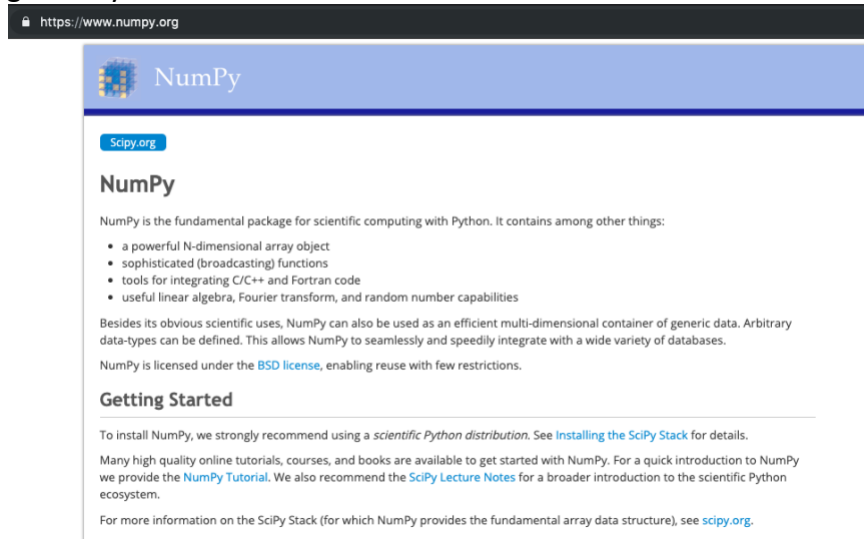 https://www.numpy.org
NumPy
Scipy.org
NumPy
NumPy is the fundamental package for scientific computing with Python. It contains among other things:
• a powerful N-dimensional array object
• sophisticated (broadcasting) functions
• tools for integrating C/C++ and Fortran code
• useful linear algebra, Fourier transform, and random number capabilities
Besides its obvious scientific uses, NumPy can also be used as an efficient multi-dimensional container of generic data. Arbitrary
data-types can be defined. This allows NumPy to seamlessly and speedily integrate with a wide variety of databases.
NumPy is licensed under the BSD license, enabling reuse with few restrictions.
Getting Started
To install NumPy, we strongly recommend using a scientific Python distribution. See Installing the SciPy Stack for details.
Many high quality online tutorials, courses, and books are available to get started with NumPy. For a quick introduction to NumPy
we provide the NumPy Tutorial. We also recommend the SciPy Lecture Notes for a broader introduction to the scientific Python
ecosystem.
For more information on the SciPy Stack (for which NumPy provides the fundamental array data structure), see scipy.org.